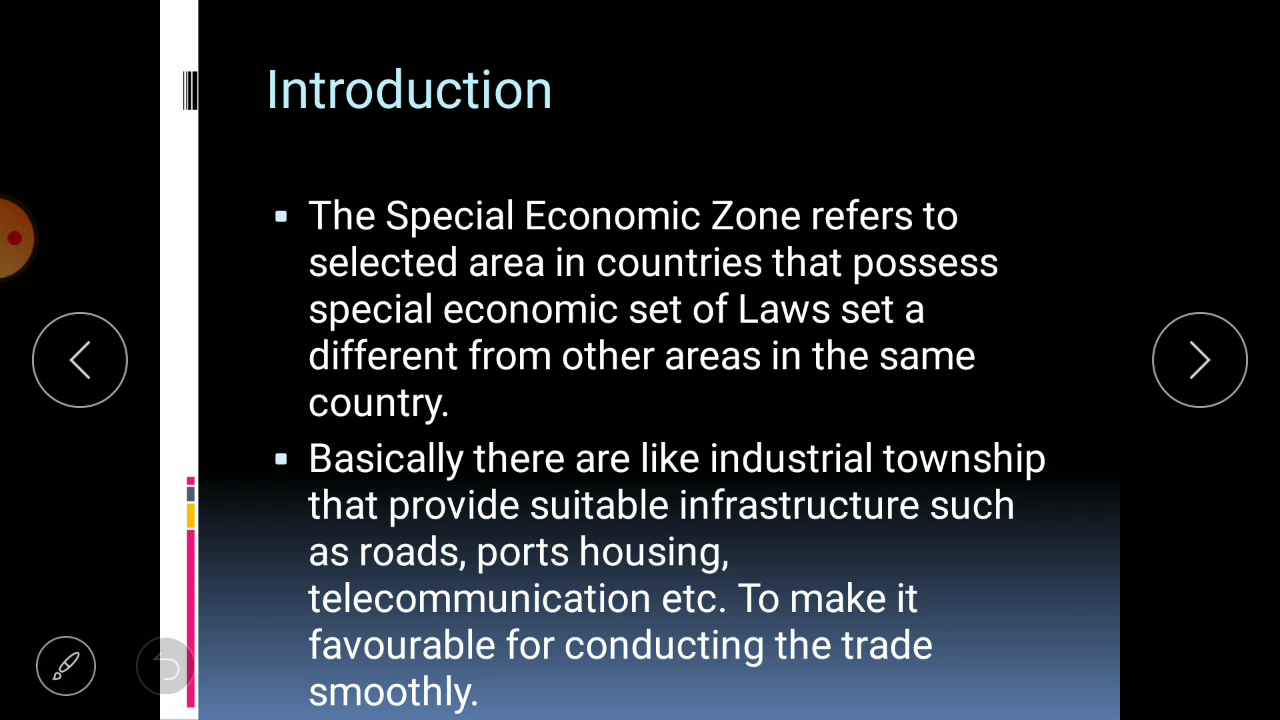 Introduction
The Special Economic Zone refers to
selected area in countries that possess
special economic set of Laws set a
different from other areas in the same
country.
Basically there are like industrial township
that provide suitable infrastructure such
as roads, ports housing,
telecommunication etc. To make it
favourable for conducting the trade
smoothly.